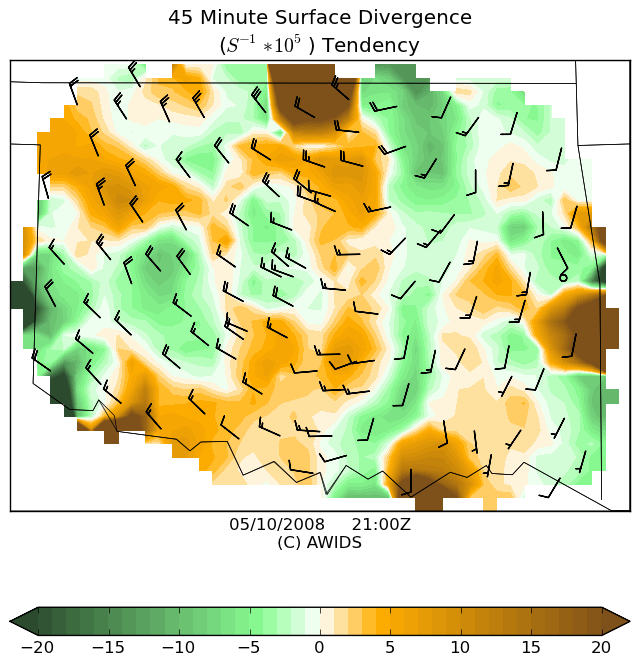 45 Minute Surface Divergence
(S⁻¹ * 10⁵ ) Tendency
05/10/2008 21:00Z
(C) AWIDS
−20 −15 −10 −5 0 5 10 15 20